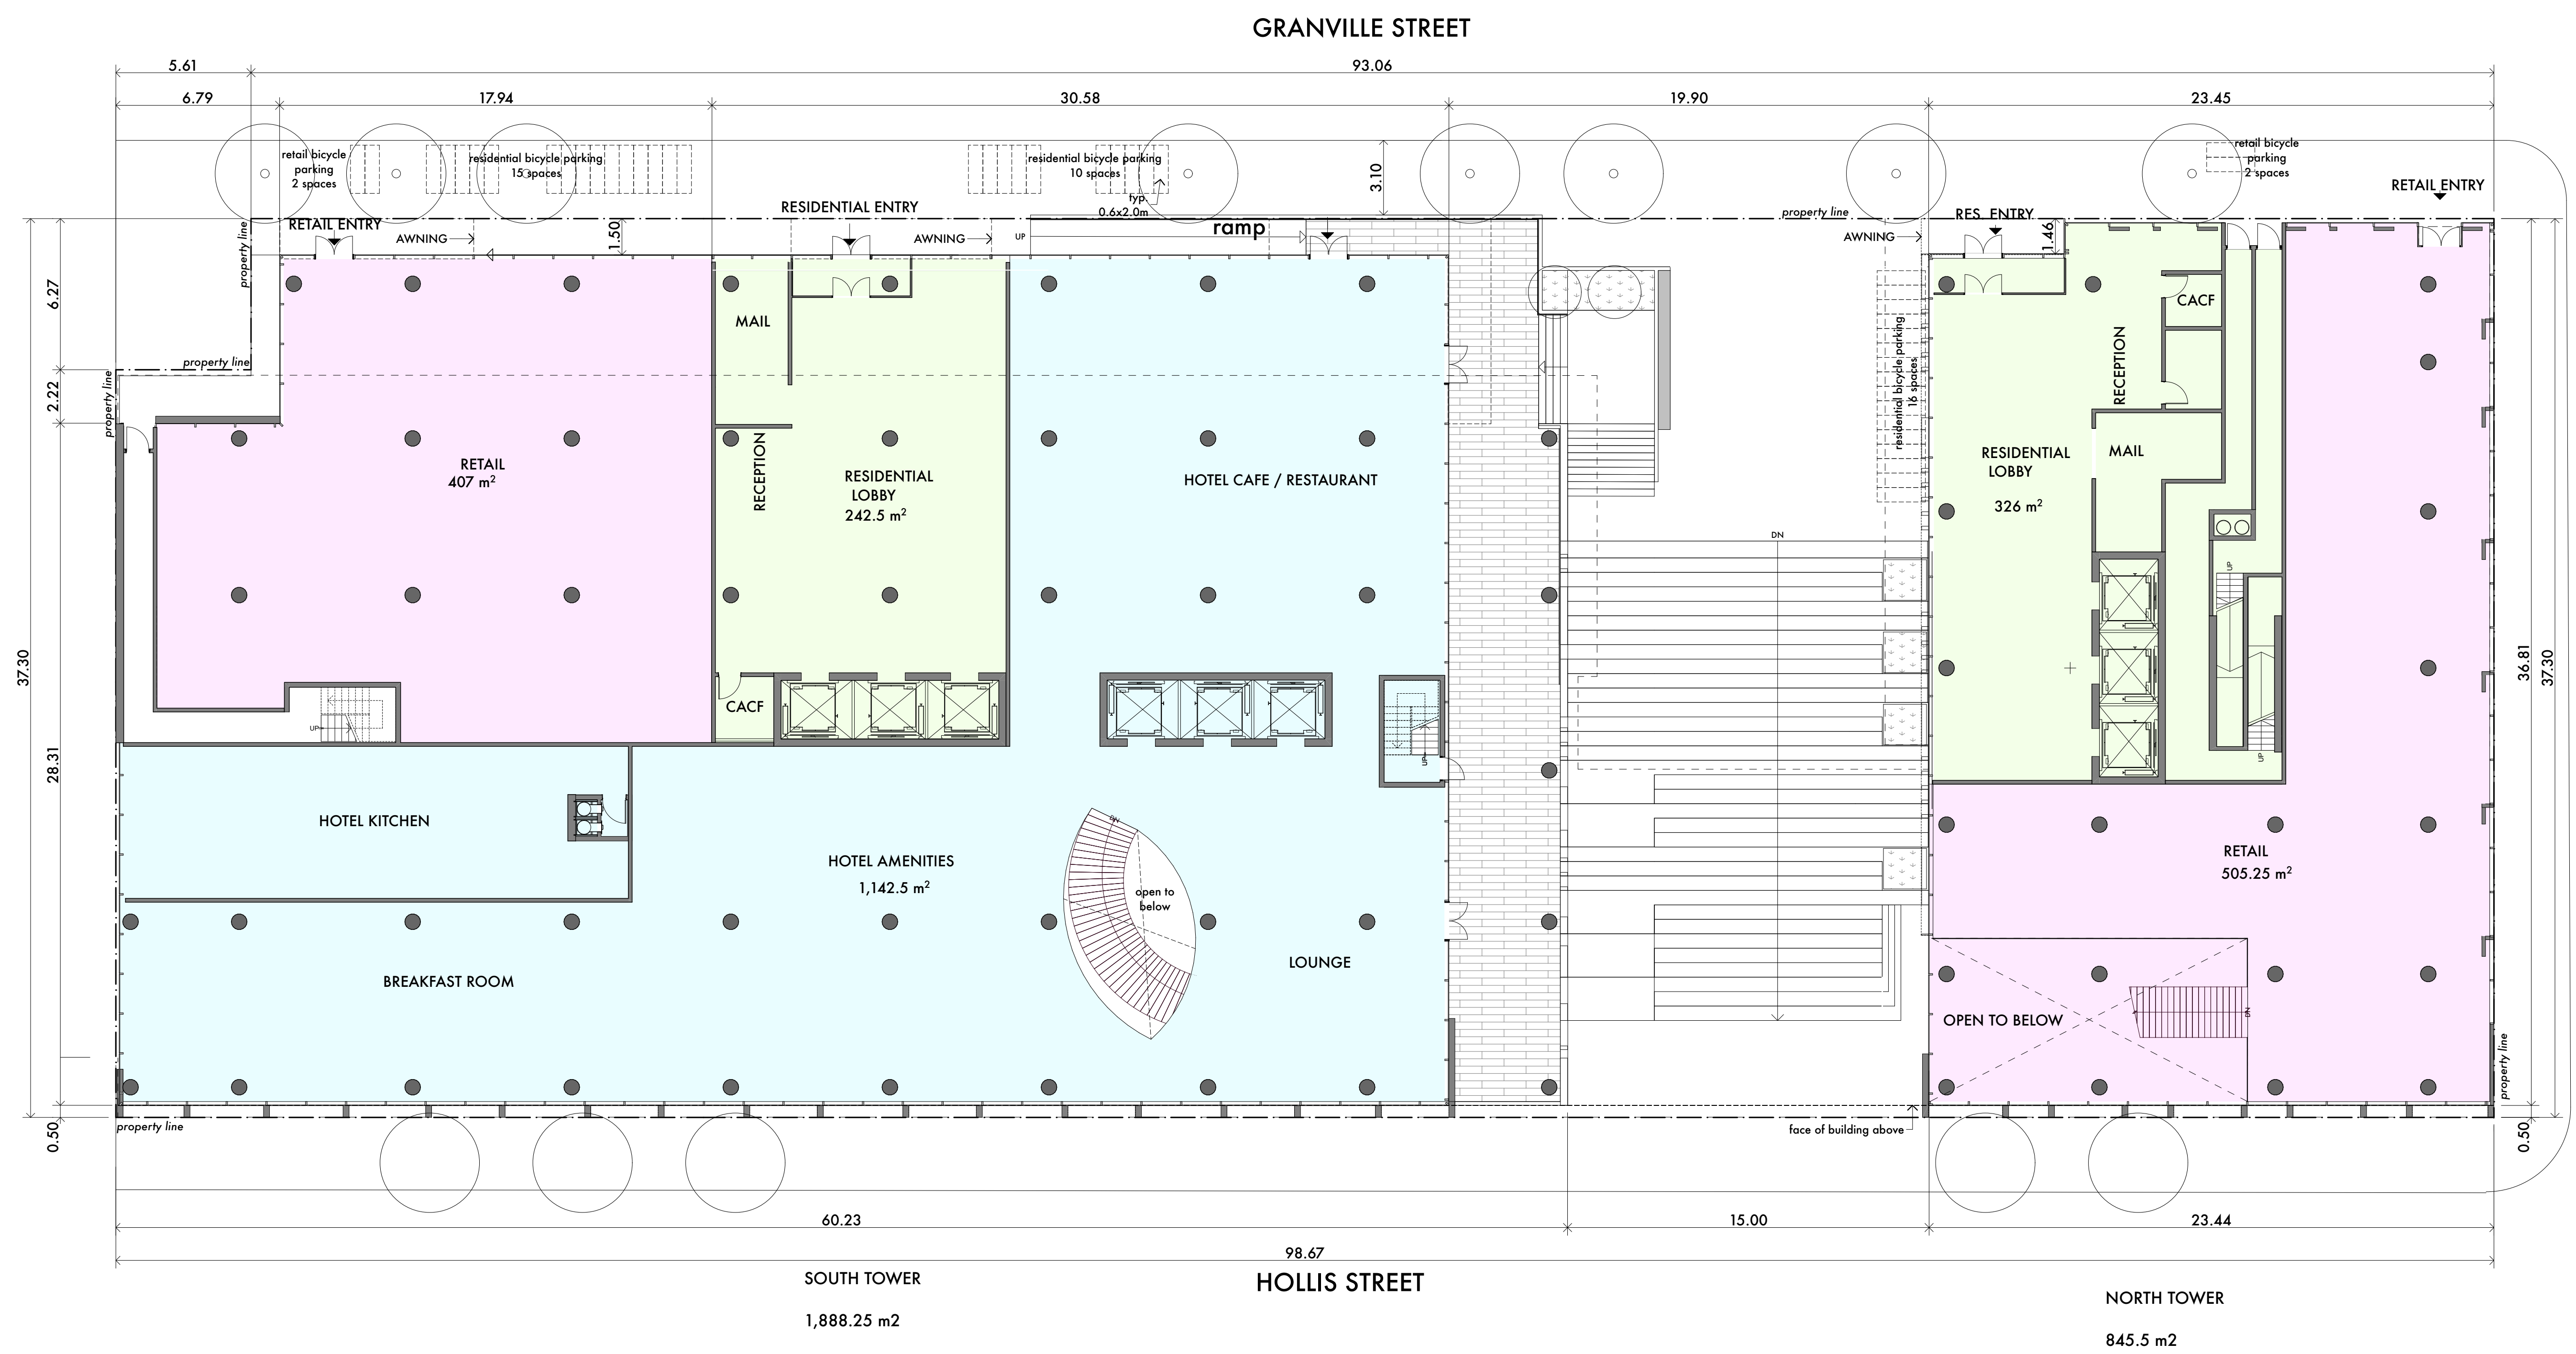 GRANVILLE STREET
5.61
93.06
6.79
17.94
30.58
19.90
23.45
retail bicycle
parking
2 spaces
residential bicycle parking
15 spaces
residential bicycle parking
10 spaces
typ.
0.6x2.0m
3.10
retail bicycle
parking
2 spaces
RETAIL ENTRY
RETAIL ENTRY
RESIDENTIAL ENTRY
RES. ENTRY
property line
AWNING
1.50
AWNING
UP
ramp
AWNING
1.46
property line
property line
property line
6.27
2.22
28.31
37.30
0.50
MAIL
RECEPTION
RETAIL
407 m²
RESIDENTIAL
LOBBY
242.5 m²
HOTEL CAFE / RESTAURANT
residential bicycle parking
16 spaces
CACF
RECEPTION
RESIDENTIAL
LOBBY
326 m²
MAIL
DN
UP
UP
UP
CACF
UP
36.81
37.30
HOTEL KITCHEN
HOTEL AMENITIES
1,142.5 m²
DN
open to
below
LOUNGE
BREAKFAST ROOM
RETAIL
505.25 m²
OPEN TO BELOW
DN
property line
property line
face of building above
0.50
60.23
15.00
23.44
98.67
SOUTH TOWER
1,888.25 m2
HOLLIS STREET
NORTH TOWER
845.5 m2